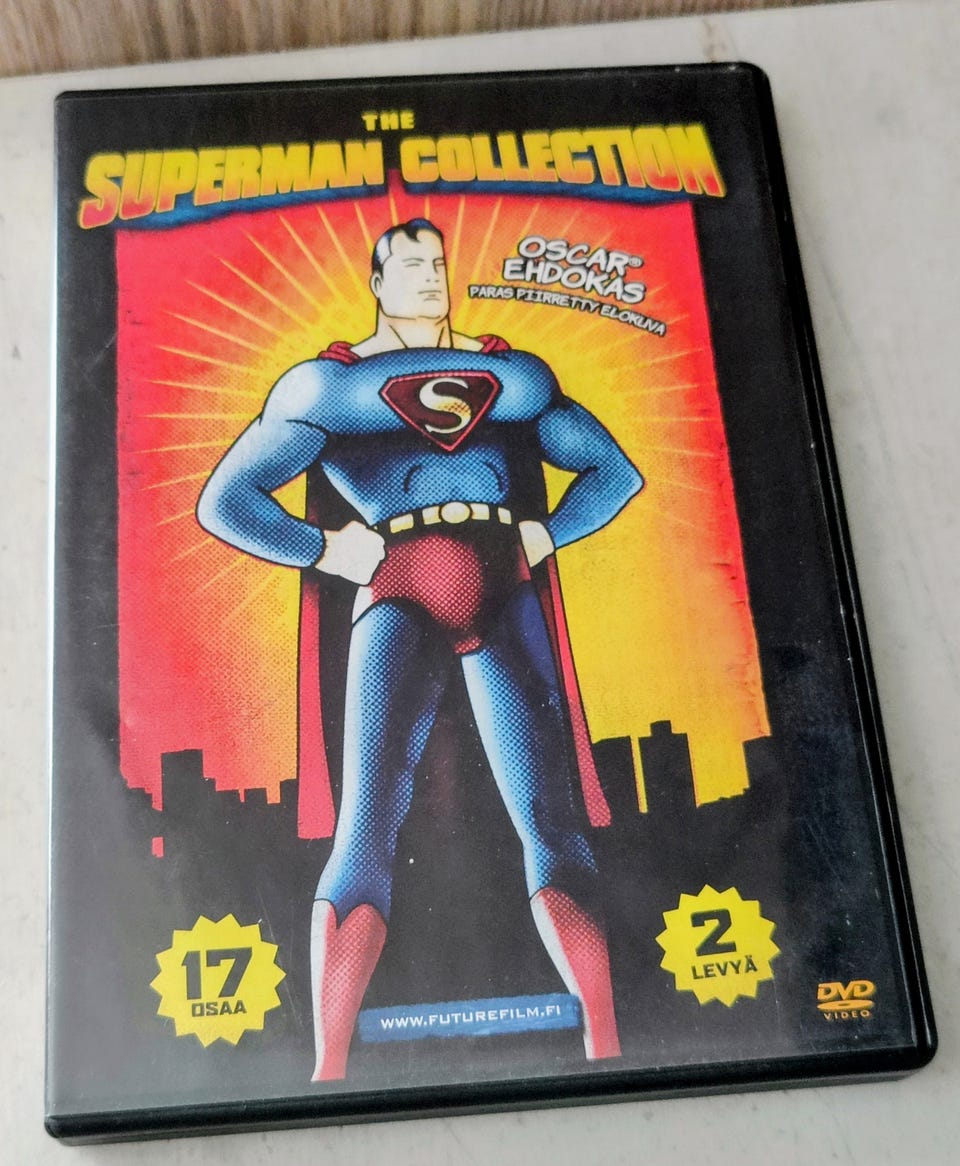 THE
SUPERMAN COLLECTION
OSCAR®
EHDOKAS
PARAS PIIRRETTY ELOKUVA
S
17
OSAA
2
LEVYÄ
WWW.FUTUREFILM.FI
DVD
VIDEO